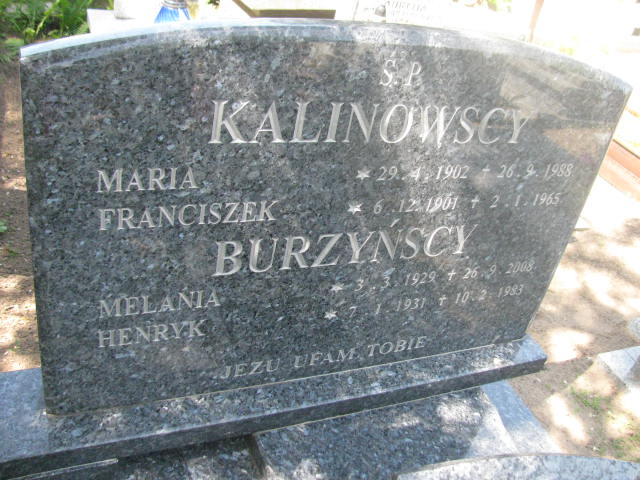 Ś.P.
KALINOWSCY
MARIA ★ 29.4.1902 + 26.9.1988
FRANCISZEK ★ 6.12.1901 + 2.1.1965
BURZYŃSCY
MELANIA ★ 3.3.1929 + 26.9.2008
HENRYK ★ 7.1.1931 + 10.2.1983
JEZU UFAM TOBIE